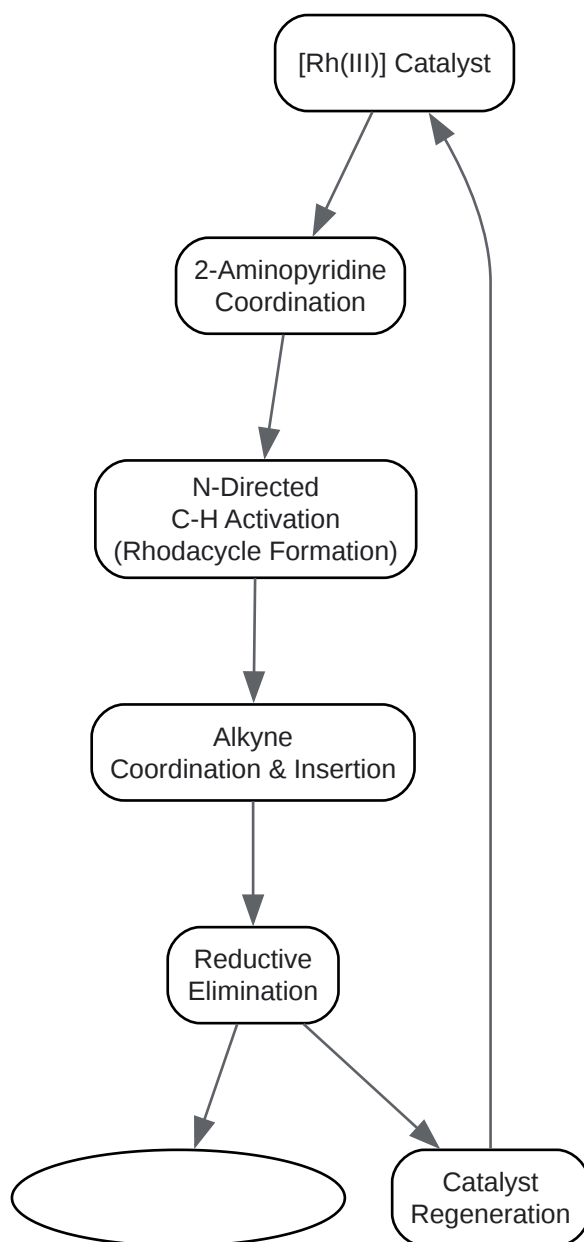 [Rh(III)] Catalyst
2-Aminopyridine
Coordination
N-Directed
C-H Activation
(Rhodacycle Formation)
Alkyne
Coordination & Insertion
Reductive
Elimination
Catalyst
Regeneration